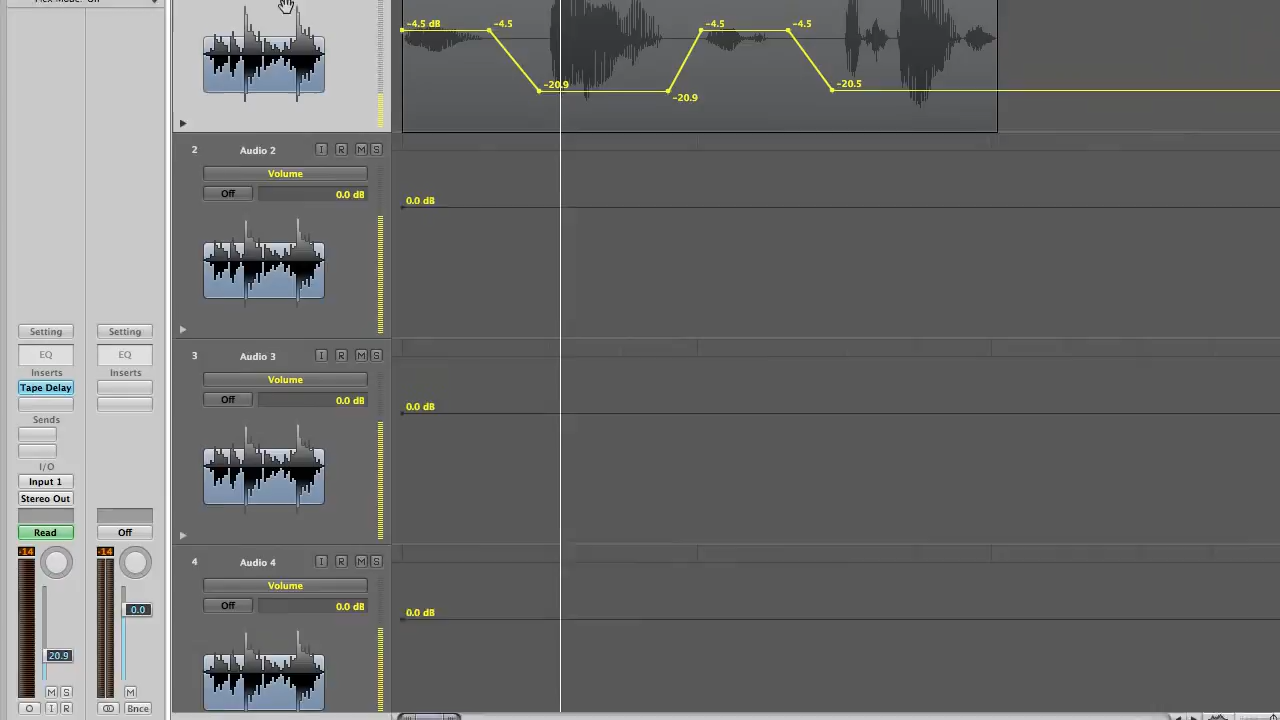 -4.5 dB
-4.5
-4.5
-4.5
-20.9
-20.9
-20.5
2 Audio 2 I R M S
Volume
Off 0.0 dB
0.0 dB
Setting Setting
EQ EQ
Inserts Inserts
Tape Delay
Sends
I/O
Input 1
Stereo Out
Read Off
-14 -14
0.0
20.9
M S M
O I R Bnce
3 Audio 3 I R M S
Volume
Off 0.0 dB
0.0 dB
4 Audio 4 I R M S
Volume
Off 0.0 dB
0.0 dB